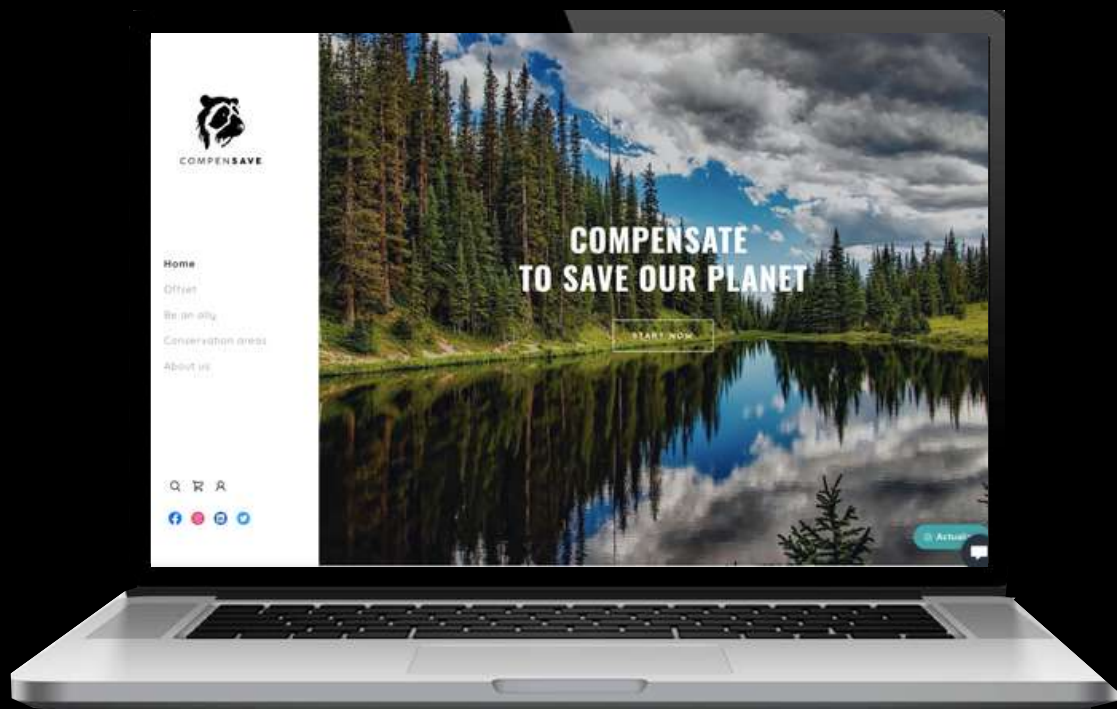 COMPENSAVE
Home
Offset
Be an ally
Conservation areas
About us
COMPENSATE
TO SAVE OUR PLANET
START NOW